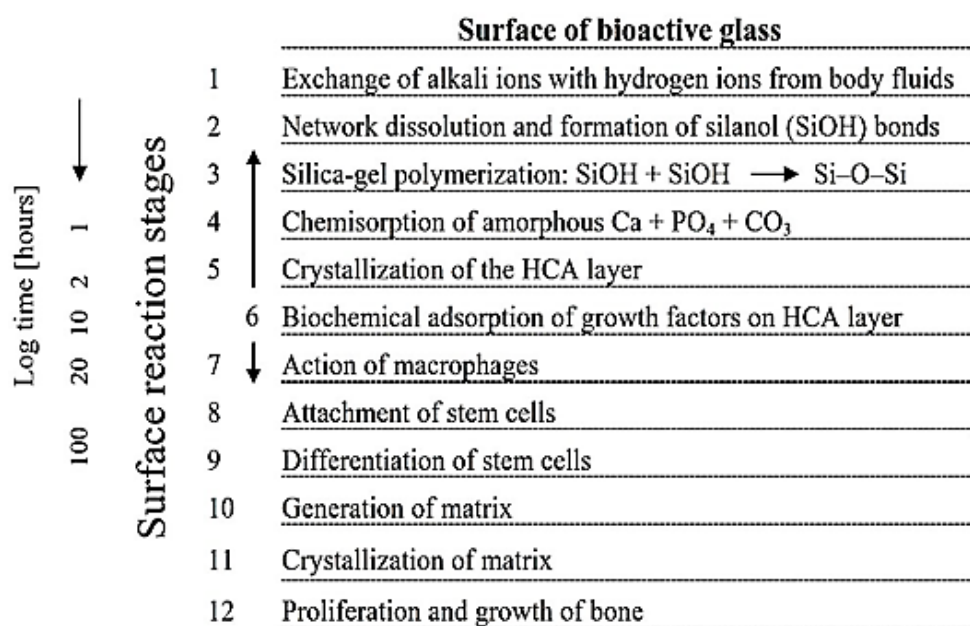 Surface of bioactive glass
1 Exchange of alkali ions with hydrogen ions from body fluids
2 Network dissolution and formation of silanol (SiOH) bonds
3 Silica-gel polymerization: SiOH + SiOH → Si–O–Si
4 Chemisorption of amorphous Ca + PO₄ + CO₃
5 Crystallization of the HCA layer
6 Biochemical adsorption of growth factors on HCA layer
7 Action of macrophages
8 Attachment of stem cells
9 Differentiation of stem cells
10 Generation of matrix
11 Crystallization of matrix
12 Proliferation and growth of bone
Log time [hours]
1
2
10
20
100
Surface reaction stages